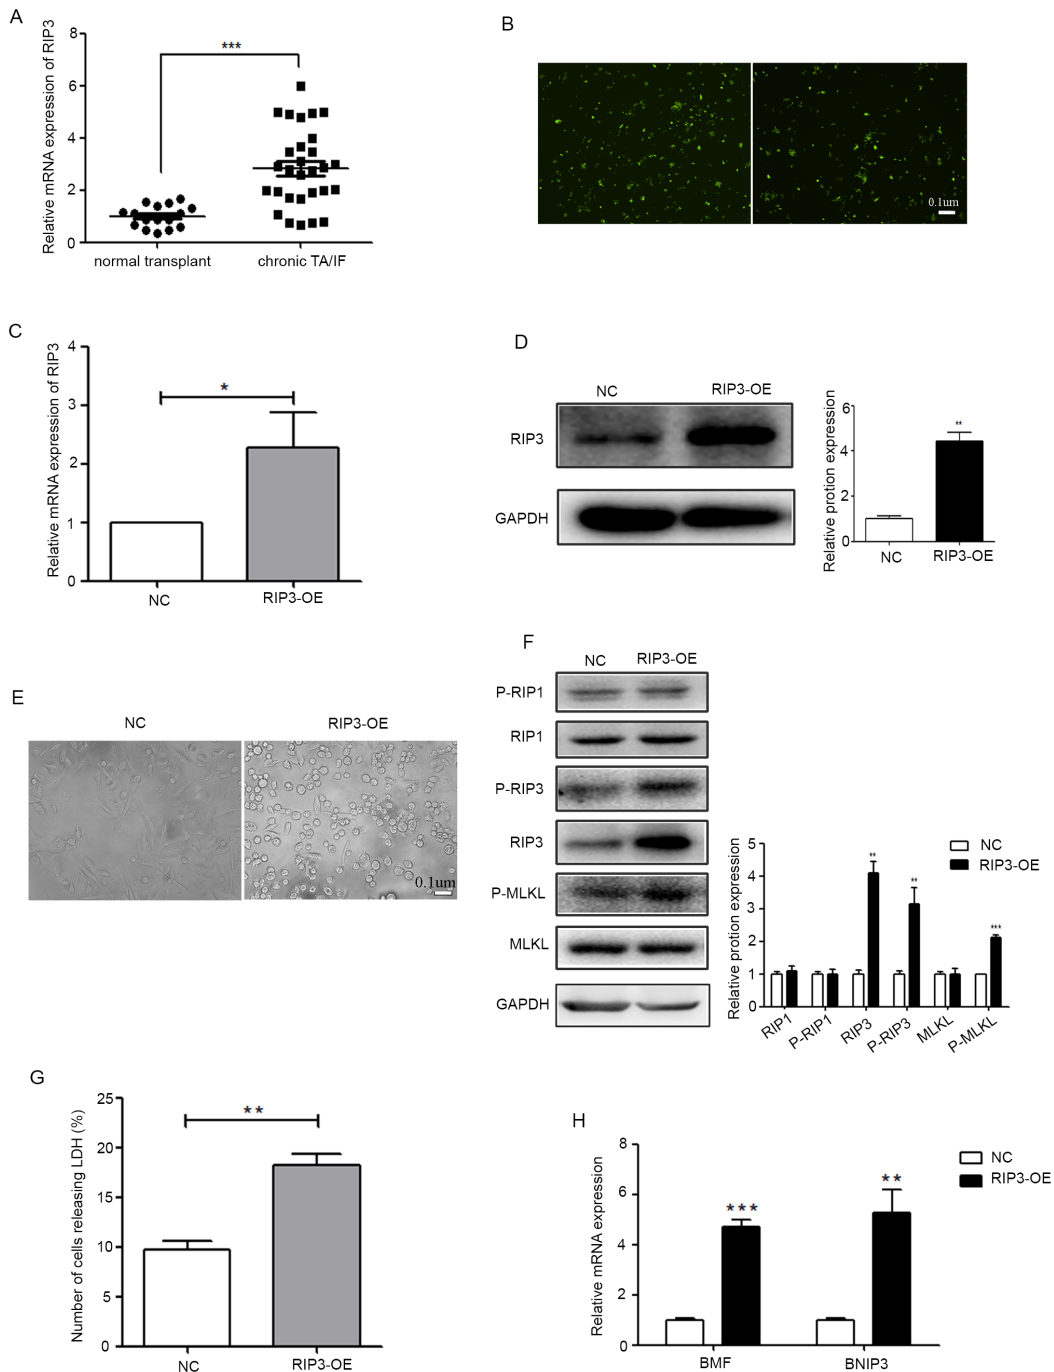 A
Relative mRNA expression of RIP3
8
6
4
2
0
***
normal transplant
chronic TA/IF
B
0.1um
C
Relative mRNA expression of RIP3
4
3
2
1
0
*
NC
RIP3-OE
D
NC
RIP3-OE
RIP3
GAPDH
Relative protion expression
6
4
2
0
**
NC
RIP3-OE
E
NC
RIP3-OE
0.1um
F
NC
RIP3-OE
P-RIP1
RIP1
P-RIP3
RIP3
P-MLKL
MLKL
GAPDH
Relative protion expression
5
4
3
2
1
0
**
**
***
NC
RIP3-OE
RIP1
P-RIP1
RIP3
P-RIP3
MLKL
P-MLKL
G
Number of cells releasing LDH (%)
25
20
15
10
5
0
**
NC
RIP3-OE
H
Relative mRNA expression
8
6
4
2
0
***
**
NC
RIP3-OE
BMF
BNIP3